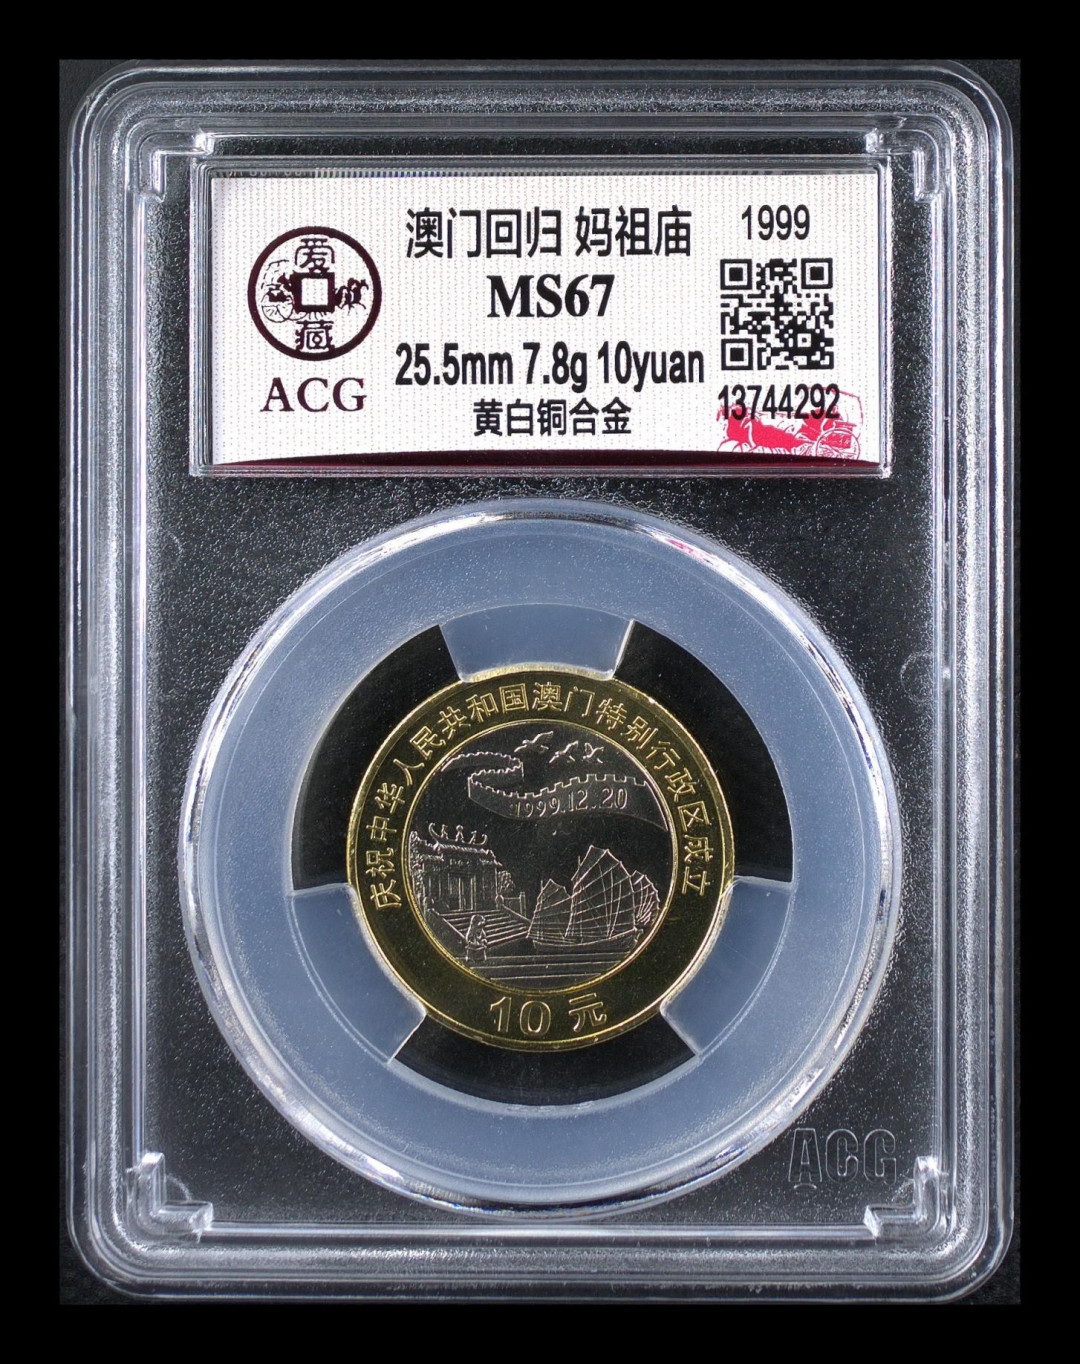 澳门回归 妈祖庙 1999
爱藏
MS67
ACG
25.5mm 7.8g 10yuan
13744292
黄白铜合金
庆祝中华人民共和国澳门特别行政区成立
1999.12.20
10元
ACG